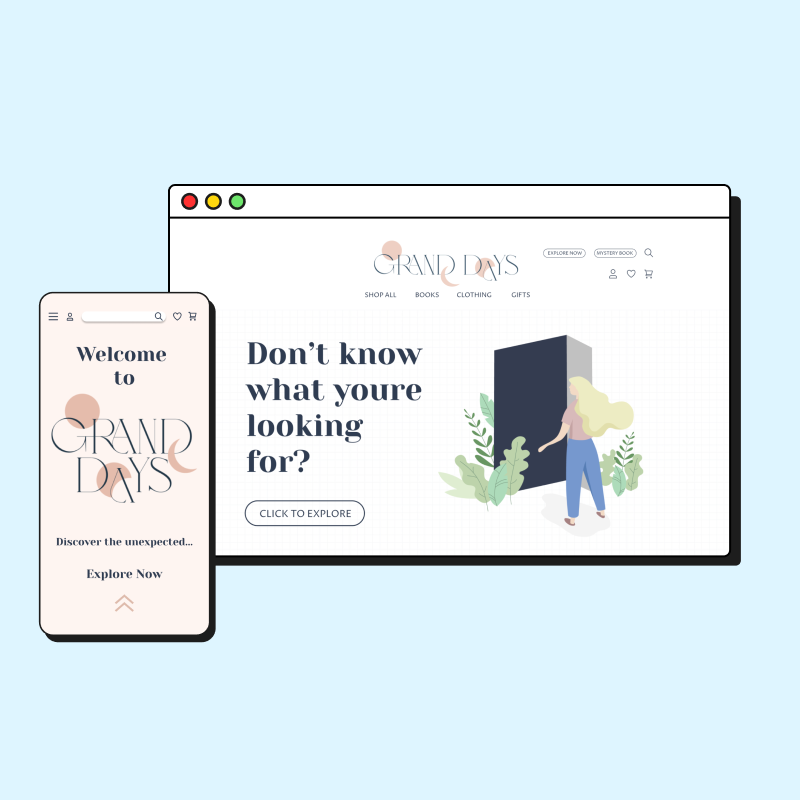 GRAND DAYS
EXPLORE NOW
MYSTERY BOOK
SHOP ALL BOOKS CLOTHING GIFTS
Don't know
what youre
looking
for?
CLICK TO EXPLORE
Welcome
to
GRAND
DAYS
Discover the unexpected...
Explore Now